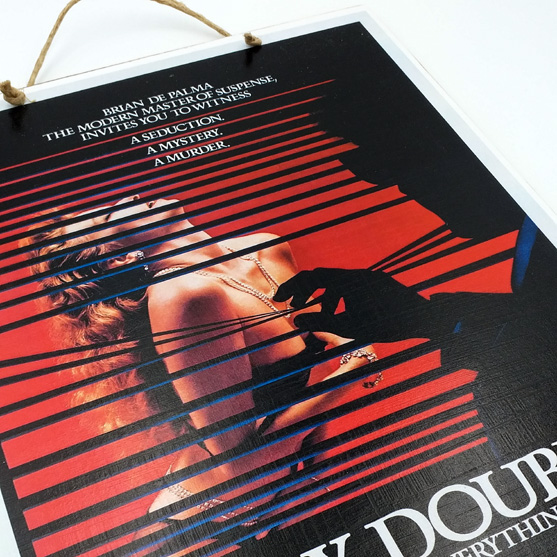 BRIAN DE PALMA
THE MODERN MASTER OF SUSPENSE,
INVITES YOU TO WITNESS
A SEDUCTION.
A MYSTERY.
A MURDER.